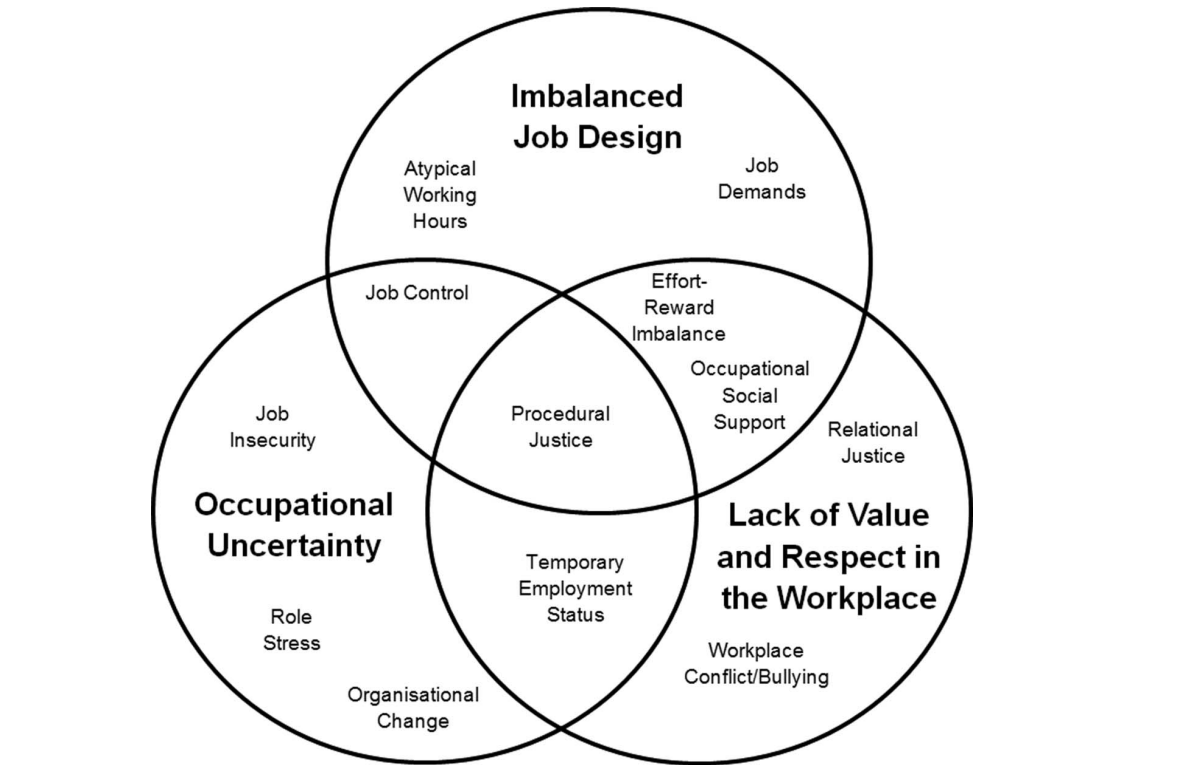 Imbalanced
Job Design
Atypical
Working
Hours
Job
Demands
Job Control
Effort-
Reward
Imbalance
Occupational
Social
Support
Procedural
Justice
Job
Insecurity
Relational
Justice
Occupational
Uncertainty
Lack of Value
and Respect in
the Workplace
Temporary
Employment
Status
Role
Stress
Workplace
Conflict/Bullying
Organisational
Change